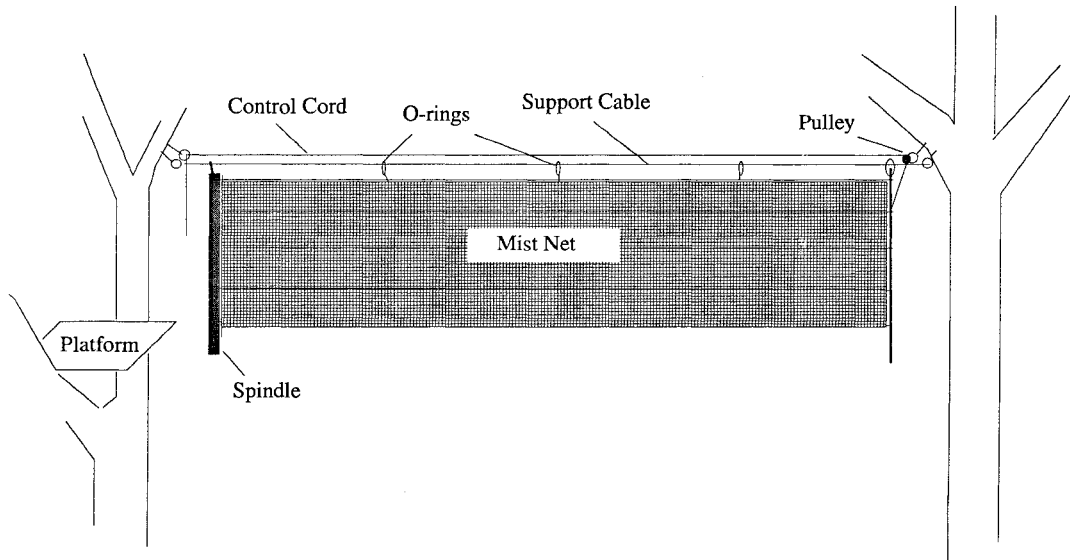 Control Cord
O-rings
Support Cable
Pulley
Mist Net
Platform
Spindle